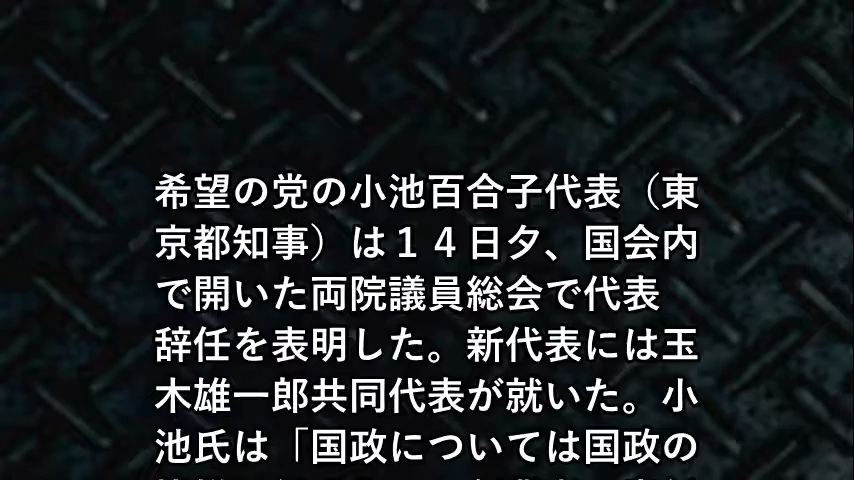 希望の党の小池百合子代表（東
京都知事）は１４日夕、国会内
で開いた両院議員総会で代表
辞任を表明した。新代表には玉
木雄一郎共同代表が就いた。小
池氏は「国政については国政の